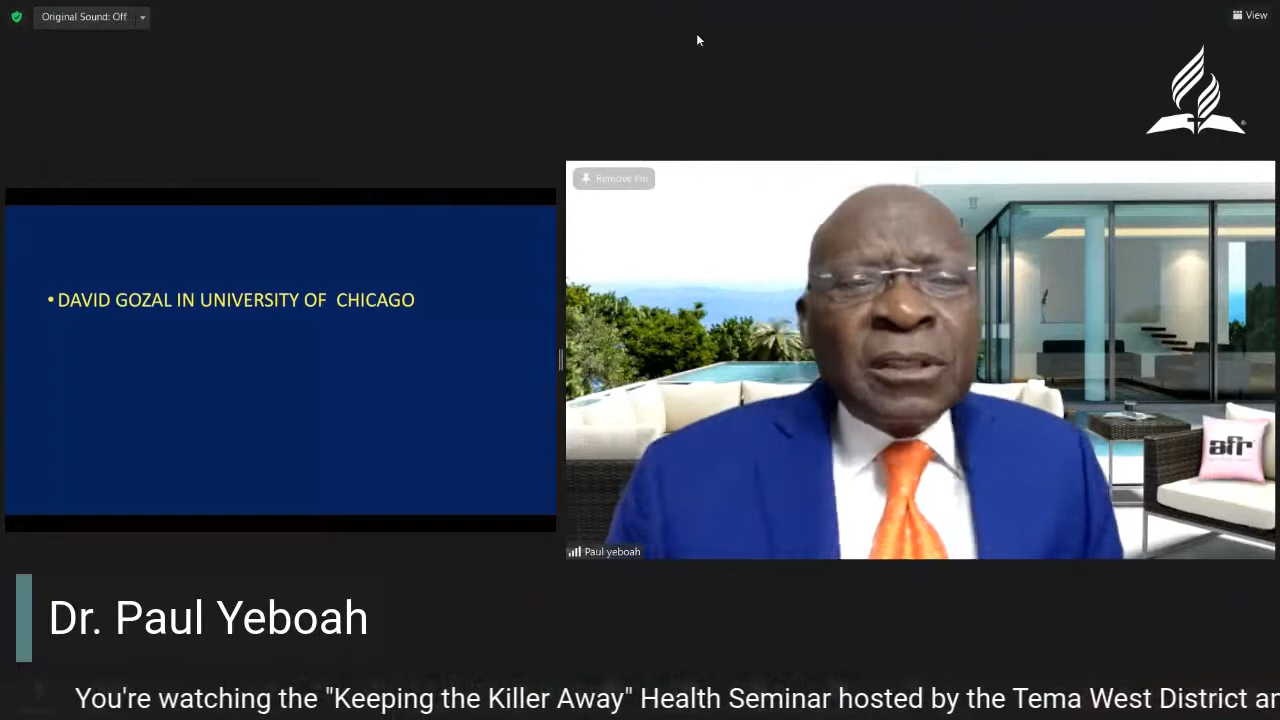 Original Sound: Off
View
Remove Pin
• DAVID GOZAL IN UNIVERSITY OF CHICAGO
afr
Paul yeboah
Dr. Paul Yeboah
You're watching the "Keeping the Killer Away" Health Seminar hosted by the Tema West District an